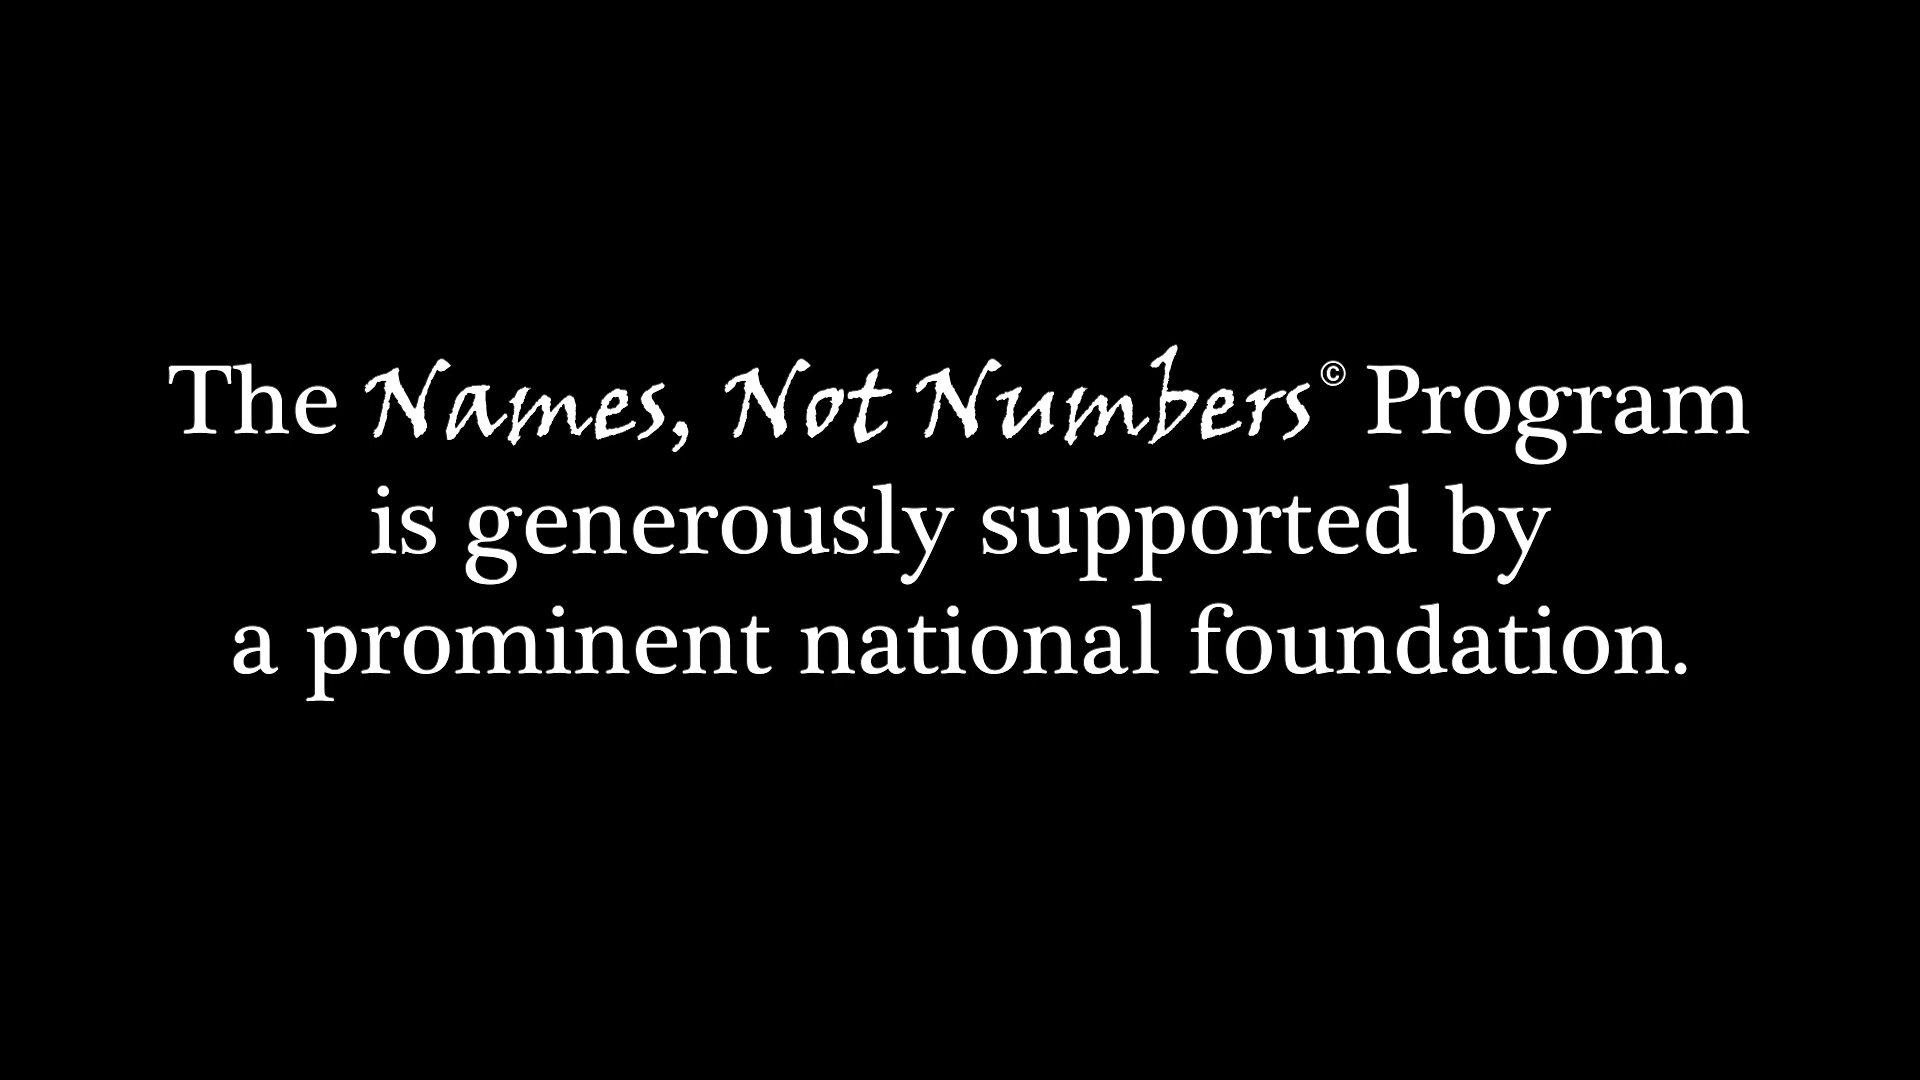 The Names, Not Numbers© Program
is generously supported by
a prominent national foundation.